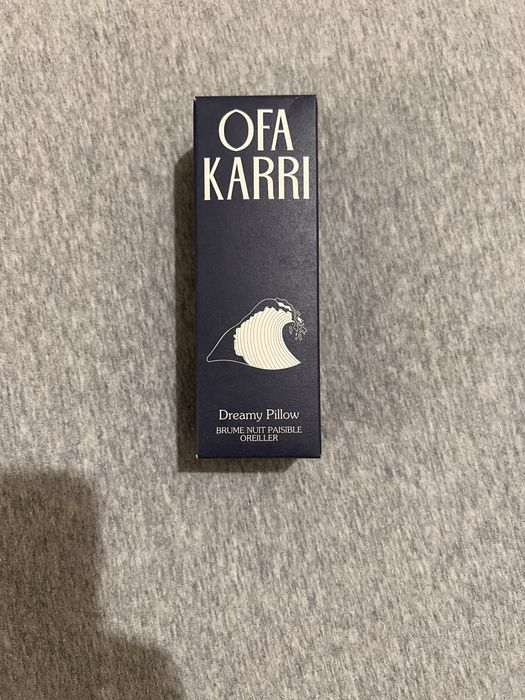 OFA
KARRI
Dreamy Pillow
BRUME NUIT PAISIBLE
OREILLER